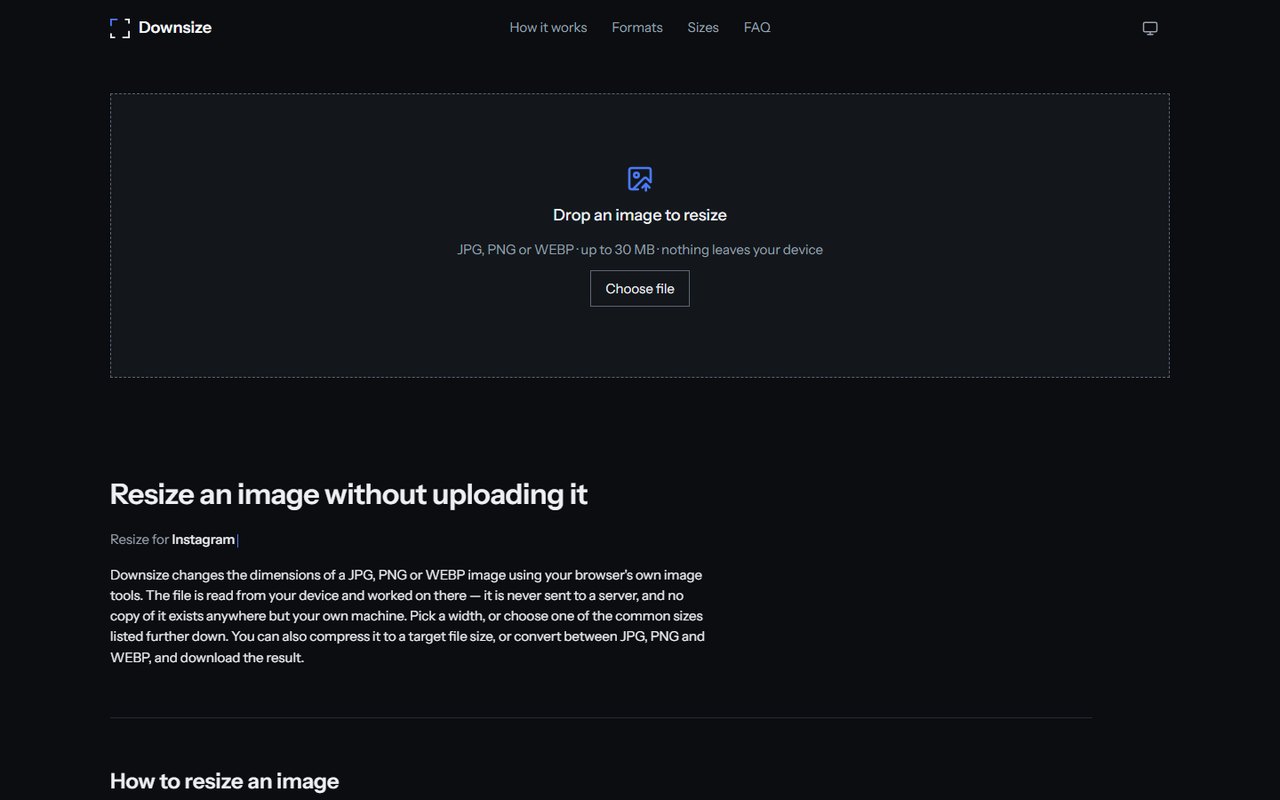 Downsize
How it works
Formats
Sizes
FAQ
Drop an image to resize
JPG, PNG or WEBP · up to 30 MB · nothing leaves your device
Choose file
Resize an image without uploading it
Resize for Instagram
Downsize changes the dimensions of a JPG, PNG or WEBP image using your browser's own image
tools. The file is read from your device and worked on there — it is never sent to a server, and no
copy of it exists anywhere but your own machine. Pick a width, or choose one of the common sizes
listed further down. You can also compress it to a target file size, or convert between JPG, PNG and
WEBP, and download the result.
How to resize an image